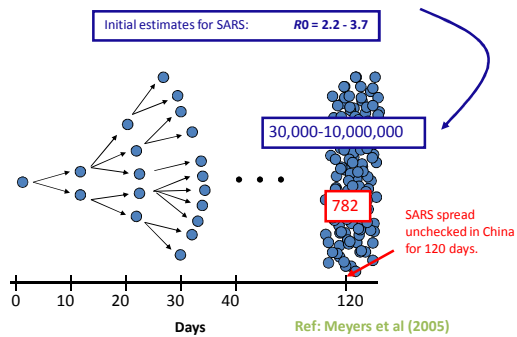 Initial estimates for SARS: R0 = 2.2 - 3.7
30,000-10,000,000
782
SARS spread
unchecked in China
for 120 days.
0 10 20 30 40 120
Days
Ref: Meyers et al (2005)